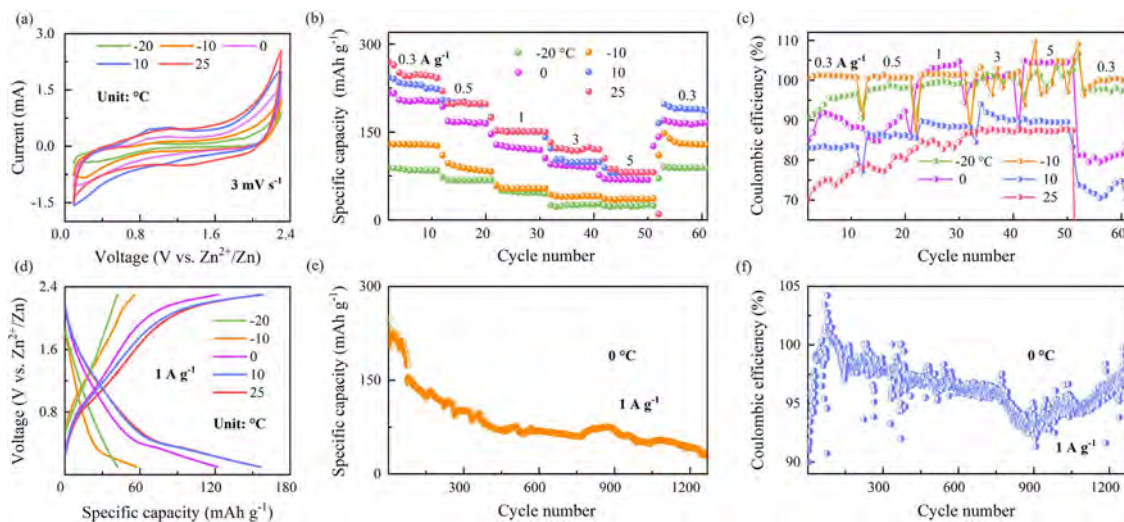 (a)
3.0
1.5
0.0
-1.5
Current (mA)
-20 -10 0
10 25
Unit: °C
3 mV s⁻¹
0.0 0.8 1.6 2.4
Voltage (V vs. Zn²⁺/Zn)
(b)
300
150
0
Specific capacity (mAh g⁻¹)
0.3 A g⁻¹
0.5
1
3
5
0.3
-20 °C -10
0 10
25
0 10 20 30 40 50 60
Cycle number
(c)
110
100
90
80
70
Coulombic efficiency (%)
0.3 A g⁻¹
0.5
1
3
5
0.3
-20 °C -10
0 10
25
10 20 30 40 50 60
Cycle number
(d)
2.4
1.6
0.8
0.0
Voltage (V vs. Zn²⁺/Zn)
-20
-10
0
10
25
1 A g⁻¹
Unit: °C
0 60 120 180
Specific capacity (mAh g⁻¹)
(e)
300
150
0
Specific capacity (mAh g⁻¹)
0 °C
1 A g⁻¹
300 600 900 1200
Cycle number
(f)
105
100
95
90
Coulombic efficiency (%)
0 °C
1 A g⁻¹
300 600 900 1200
Cycle number